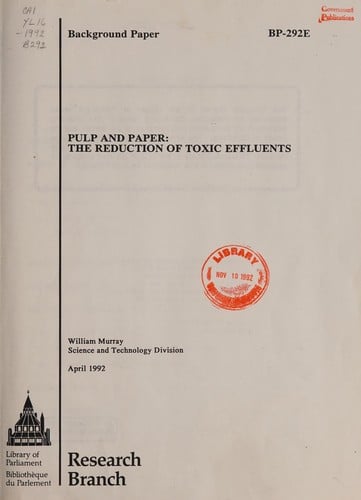 CA1
YL16
-1992
B292
Government
Publications
Background Paper BP-292E
PULP AND PAPER:
THE REDUCTION OF TOXIC EFFLUENTS
LIBRARY
NOV 10 1992
William Murray
Science and Technology Division
April 1992
Library of
Parliament
Bibliothèque
du Parlement
Research
Branch